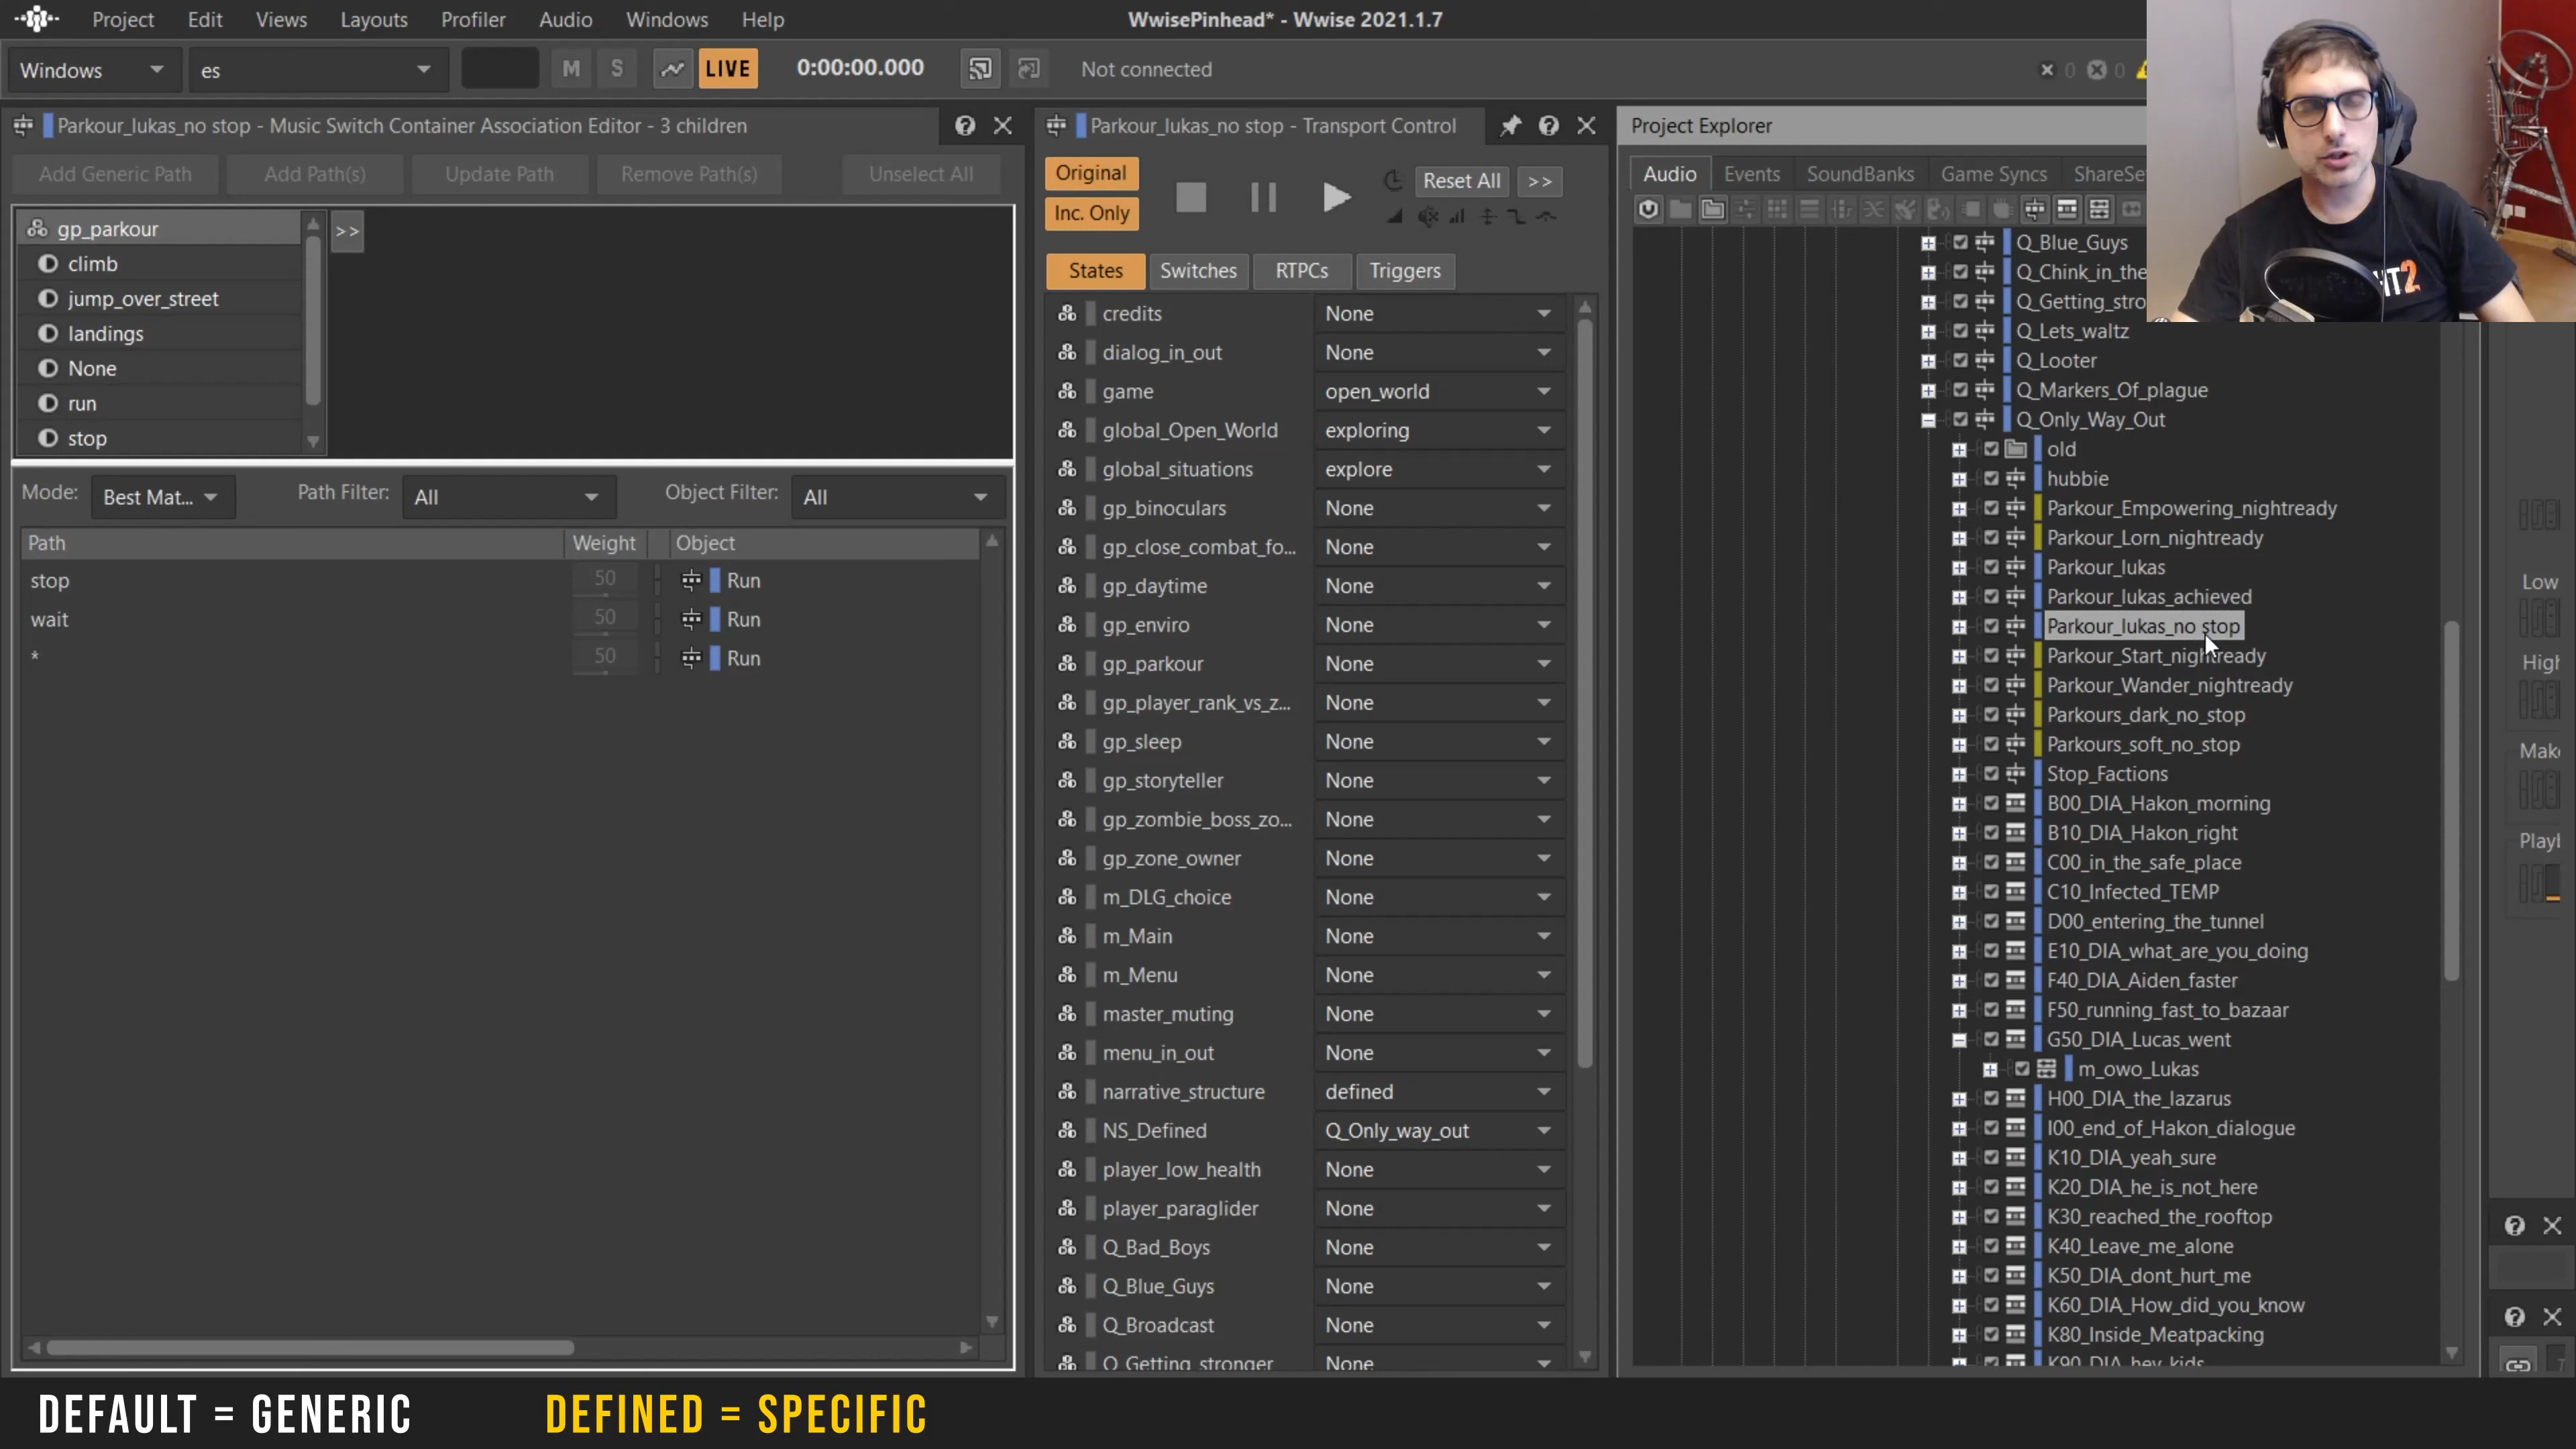 Project Edit Views Layouts Profiler Audio Windows Help
WwisePinhead* - Wwise 2021.1.7
Windows es M S LIVE 0:00:00.000 Not connected 0 0
Parkour_lukas_no stop - Music Switch Container Association Editor - 3 children
Add Generic Path Add Path(s) Update Path Remove Path(s) Unselect All
gp_parkour >>
climb
jump_over_street
landings
None
run
stop
Mode: Best Mat... Path Filter: All Object Filter: All
Path Weight Object
stop 50 Run
wait 50 Run
* 50 Run
Parkour_lukas_no stop - Transport Control
Original
Inc. Only
Reset All >>
States Switches RTPCs Triggers
credits None
dialog_in_out None
game open_world
global_Open_World exploring
global_situations explore
gp_binoculars None
gp_close_combat_fo... None
gp_daytime None
gp_enviro None
gp_parkour None
gp_player_rank_vs_z... None
gp_sleep None
gp_storyteller None
gp_zombie_boss_zo... None
gp_zone_owner None
m_DLG_choice None
m_Main None
m_Menu None
master_muting None
menu_in_out None
narrative_structure defined
NS_Defined Q_Only_way_out
player_low_health None
player_paraglider None
Q_Bad_Boys None
Q_Blue_Guys None
Q_Broadcast None
Q_Getting_stronger None
Project Explorer
Audio Events SoundBanks Game Syncs ShareSe
Q_Blue_Guys
Q_Chink_in_the
Q_Getting_stro
Q_Lets_waltz
Q_Looter
Q_Markers_Of_plague
Q_Only_Way_Out
old
hubbie
Parkour_Empowering_nightready
Parkour_Lorn_nightready
Parkour_lukas
Parkour_lukas_achieved
Parkour_lukas_no stop
Parkour_Start_nightready
Parkour_Wander_nightready
Parkours_dark_no_stop
Parkours_soft_no_stop
Stop_Factions
B00_DIA_Hakon_morning
B10_DIA_Hakon_right
C00_in_the_safe_place
C10_Infected_TEMP
D00_entering_the_tunnel
E10_DIA_what_are_you_doing
F40_DIA_Aiden_faster
F50_running_fast_to_bazaar
G50_DIA_Lucas_went
m_owo_Lukas
H00_DIA_the_lazarus
I00_end_of_Hakon_dialogue
K10_DIA_yeah_sure
K20_DIA_he_is_not_here
K30_reached_the_rooftop
K40_Leave_me_alone
K50_DIA_dont_hurt_me
K60_DIA_How_did_you_know
K80_Inside_Meatpacking
K90_DIA_hey_kids
Low
High
Make
Playb
DEFAULT = GENERIC DEFINED = SPECIFIC